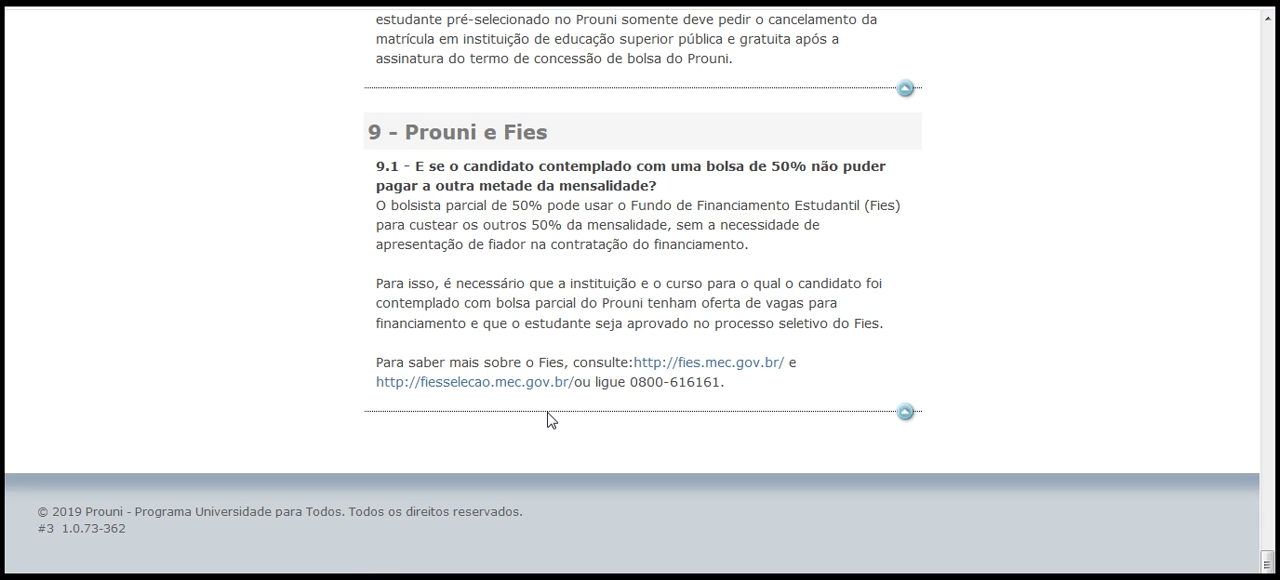 estudante pré-selecionado no Prouni somente deve pedir o cancelamento da
matrícula em instituição de educação superior pública e gratuita após a
assinatura do termo de concessão de bolsa do Prouni.
9 - Prouni e Fies
9.1 - E se o candidato contemplado com uma bolsa de 50% não puder
pagar a outra metade da mensalidade?
O bolsista parcial de 50% pode usar o Fundo de Financiamento Estudantil (Fies)
para custear os outros 50% da mensalidade, sem a necessidade de
apresentação de fiador na contratação do financiamento.
Para isso, é necessário que a instituição e o curso para o qual o candidato foi
contemplado com bolsa parcial do Prouni tenham oferta de vagas para
financiamento e que o estudante seja aprovado no processo seletivo do Fies.
Para saber mais sobre o Fies, consulte:http://fies.mec.gov.br/ e
http://fiesselecao.mec.gov.br/ou ligue 0800-616161.
© 2019 Prouni - Programa Universidade para Todos. Todos os direitos reservados.
#3 1.0.73-362